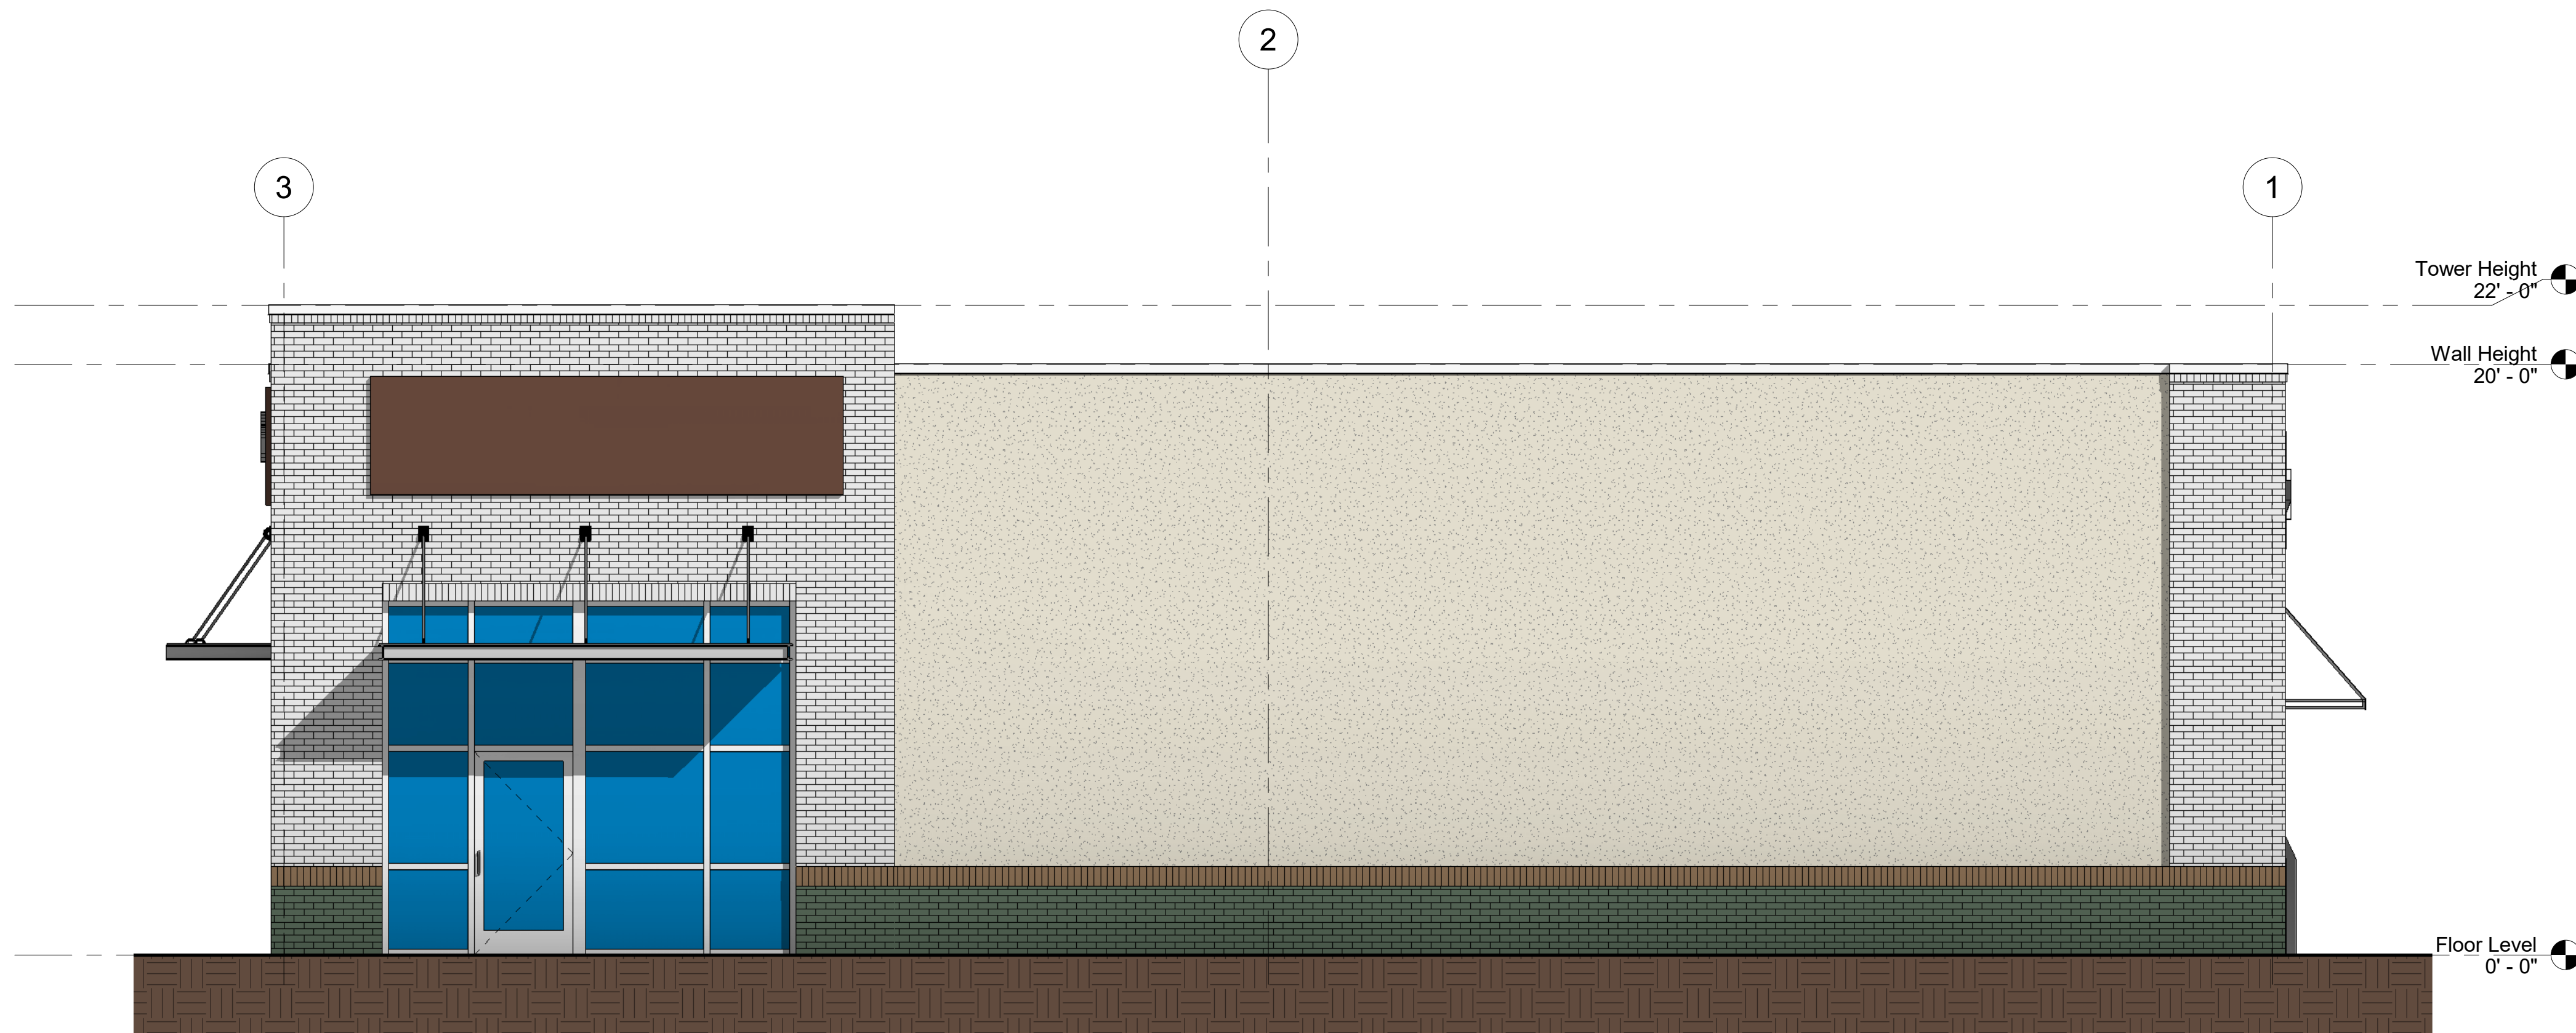 2
3
1
Tower Height
22' - 0"
Wall Height
20' - 0"
Floor Level
0' - 0"